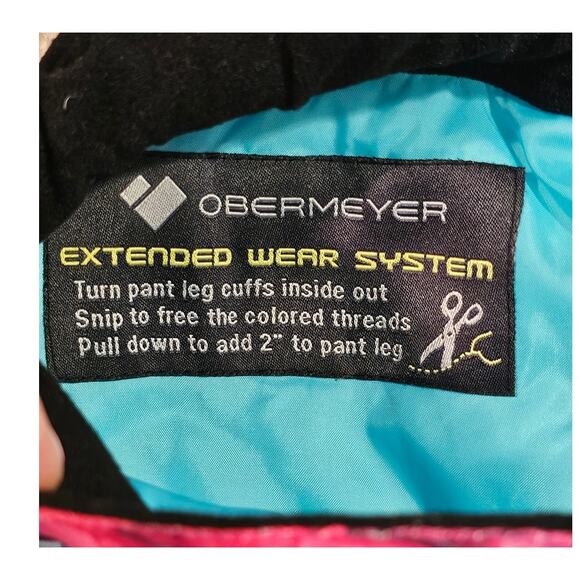 OBERMEYER
EXTENDED WEAR SYSTEM
Turn pant leg cuffs inside out
Snip to free the colored threads
Pull down to add 2" to pant leg